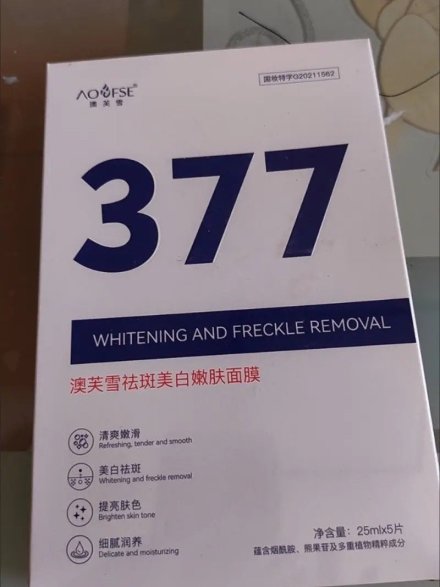 国妆特字G20211562
AOFSE®
澳芙雪
377
WHITENING AND FRECKLE REMOVAL
澳芙雪祛斑美白嫩肤面膜
清爽嫩滑
Refreshing, tender and smooth
美白祛斑
Whitening and freckle removal
提亮肤色
Brighten skin tone
细腻润养
Delicate and moisturizing
净含量：25mlx5片
蕴含烟酰胺、熊果苷及多重植物精粹成分